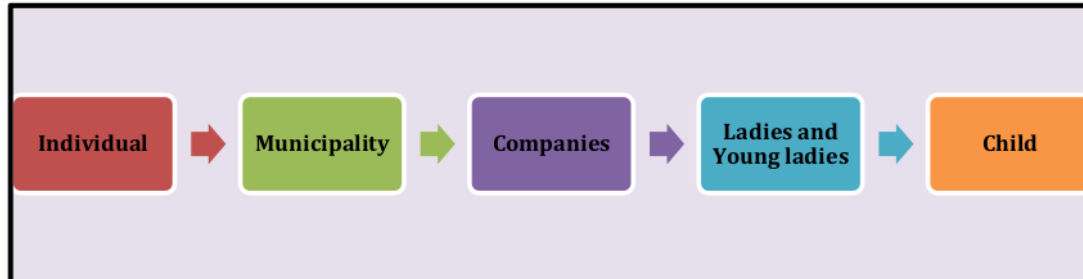 Individual
Municipality
Companies
Ladies and
Young ladies
Child